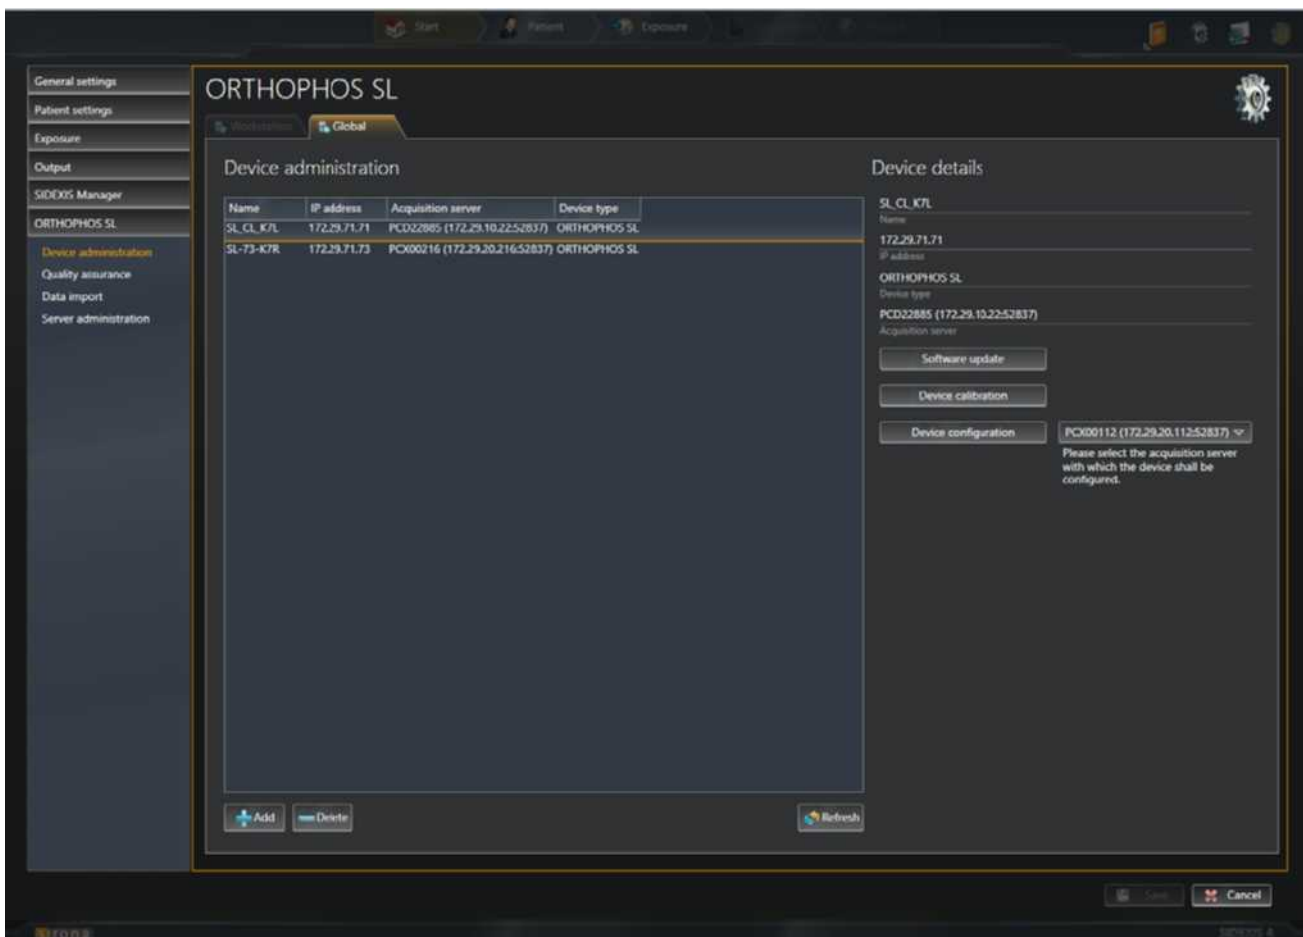 Start
Patient
Exposure
General settings
Patient settings
Exposure
Output
SIDEXIS Manager
ORTHOPHOS SL
Device administration
Quality assurance
Data import
Server administration
ORTHOPHOS SL
Workstation
Global
Device administration
Name IP address Acquisition server Device type
SL_CL_K7L 172.29.71.71 PCD22885 (172.29.10.22:52837) ORTHOPHOS SL
SL-73-K7R 172.29.71.73 PCX00216 (172.29.20.216:52837) ORTHOPHOS SL
Add
Delete
Refresh
Device details
SL_CL_K7L
Name
172.29.71.71
IP address
ORTHOPHOS SL
Device type
PCD22885 (172.29.10.22:52837)
Acquisition server
Software update
Device calibration
Device configuration
PCX00112 (172.29.20.112:52837)
Please select the acquisition server
with which the device shall be
configured.
Save
Cancel
sirona
SIDEXIS 4